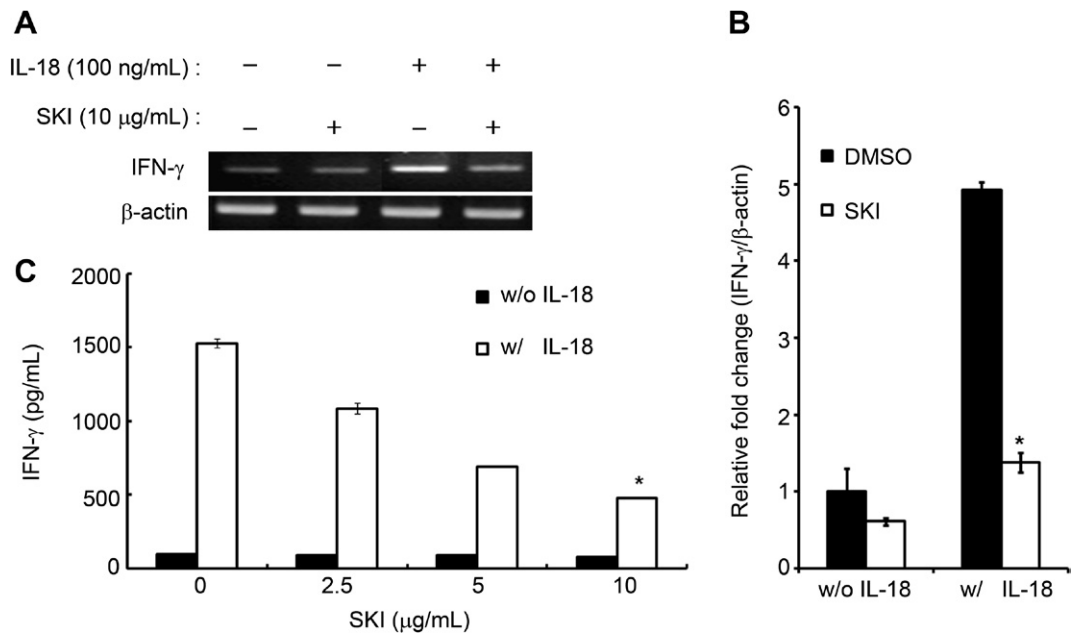 A
IL-18 (100 ng/mL) : − − + +
SKI (10 μg/mL) : − + − +
IFN-γ
β-actin
B
Relative fold change (IFN-γ/β-actin)
6
5
4
3
2
1
0
DMSO
SKI
*
w/o IL-18 w/ IL-18
C
IFN-γ (pg/mL)
2000
1500
1000
500
0
w/o IL-18
w/ IL-18
*
0 2.5 5 10
SKI (μg/mL)